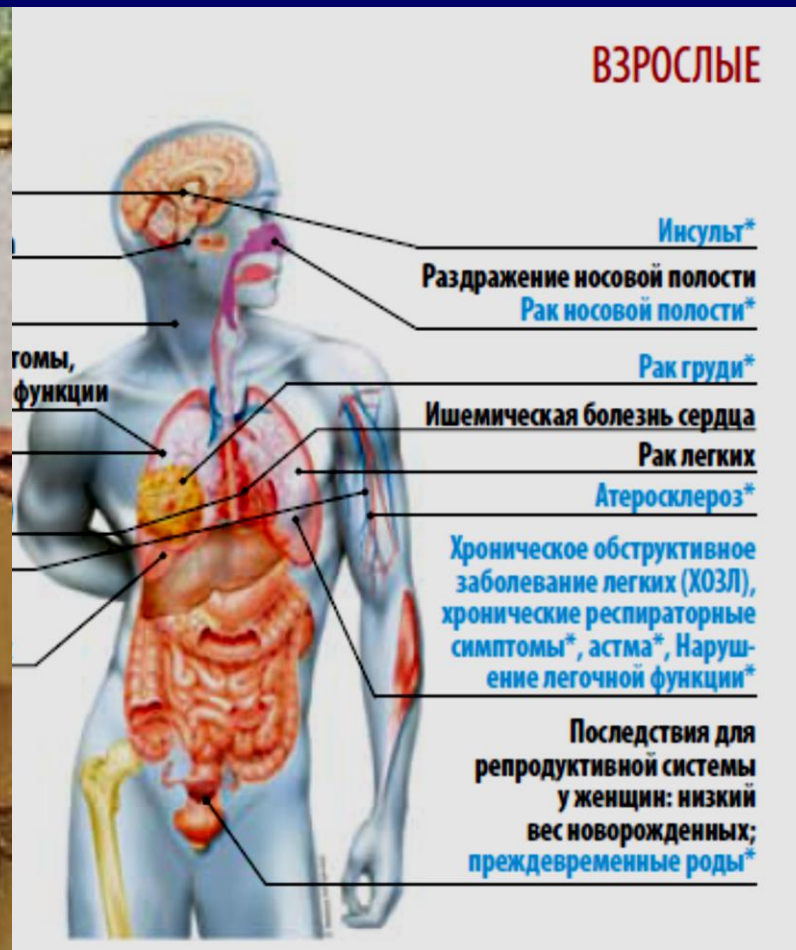 ВЗРОСЛЫЕ
Инсульт*
Раздражение носовой полости
Рак носовой полости*
томы,
функции
Рак груди*
Ишемическая болезнь сердца
Рак легких
Атеросклероз*
Хроническое обструктивное
заболевание легких (ХОЗЛ),
хронические респираторные
симптомы*, астма*, Наруш-
ение легочной функции*
Последствия для
репродуктивной системы
у женщин: низкий
вес новорожденных;
преждевременные роды*